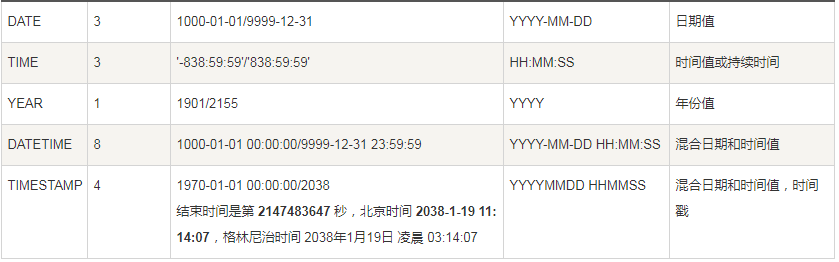 DATE 3 1000-01-01/9999-12-31 YYYY-MM-DD 日期值
TIME 3 '-838:59:59'/'838:59:59' HH:MM:SS 时间值或持续时间
YEAR 1 1901/2155 YYYY 年份值
DATETIME 8 1000-01-01 00:00:00/9999-12-31 23:59:59 YYYY-MM-DD HH:MM:SS 混合日期和时间值
TIMESTAMP 4 1970-01-01 00:00:00/2038 YYYYMMDD HHMMSS 混合日期和时间值，时间
结束时间是第 2147483647 秒，北京时间 2038-1-19 11: 戳
14:07，格林尼治时间 2038年1月19日 凌晨 03:14:07